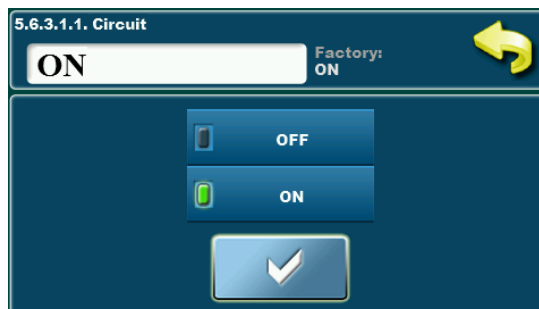 5.6.3.1.1. Circuit
ON
Factory:
ON
OFF
ON